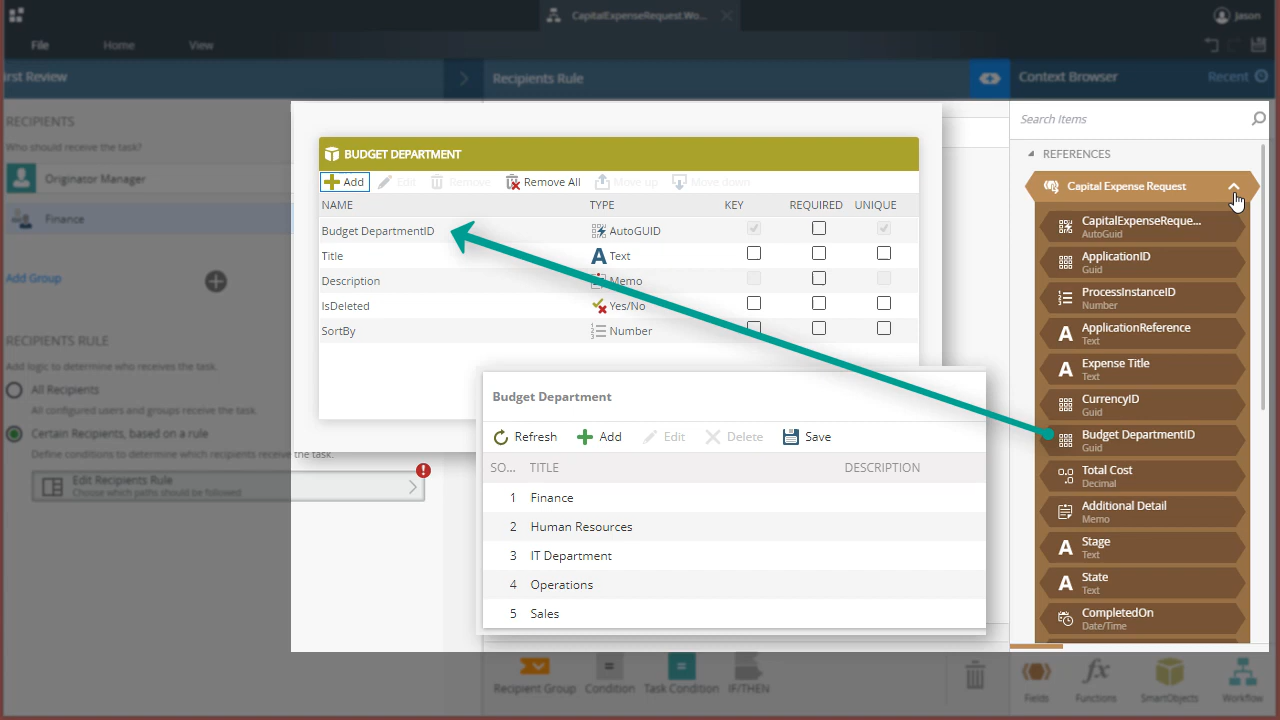 CapitalExpenseRequest.Wo...
Jason
File
Home
View
irst Review
Recipients Rule
Context Browser
Recent
RECIPIENTS
Who should receive the task?
Originator Manager
Finance
Add Group
RECIPIENTS RULE
Add logic to determine who receives the task.
All Recipients
All configured users and groups receive the task.
Certain Recipients, based on a rule
Define conditions to determine which recipients receive the task.
Edit Recipients Rule
Choose which paths should be followed
BUDGET DEPARTMENT
Add
Edit
Remove
Remove All
Move up
Move down
NAME
TYPE
KEY
REQUIRED
UNIQUE
Budget DepartmentID
AutoGUID
Title
Text
Description
Memo
IsDeleted
Yes/No
SortBy
Number
Budget Department
Refresh
Add
Edit
Delete
Save
SO...
TITLE
DESCRIPTION
1 Finance
2 Human Resources
3 IT Department
4 Operations
5 Sales
Search Items
REFERENCES
Capital Expense Request
CapitalExpenseReque...
AutoGuid
ApplicationID
Guid
ProcessInstanceID
Number
ApplicationReference
Text
Expense Title
Text
CurrencyID
Guid
Budget DepartmentID
Guid
Total Cost
Decimal
Additional Detail
Memo
Stage
Text
State
Text
CompletedOn
Date/Time
Recipient Group
Condition
Task Condition
IF/THEN
Fields
Functions
SmartObjects
Workflow